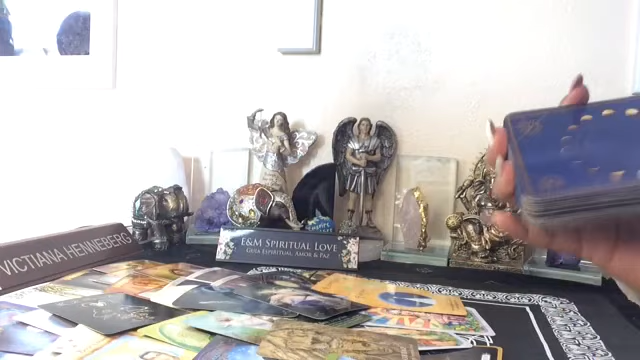 VICTIANA HENNEBERG
E&M SPIRITUAL LOVE
GUÍA ESPIRITUAL, AMOR & PAZ